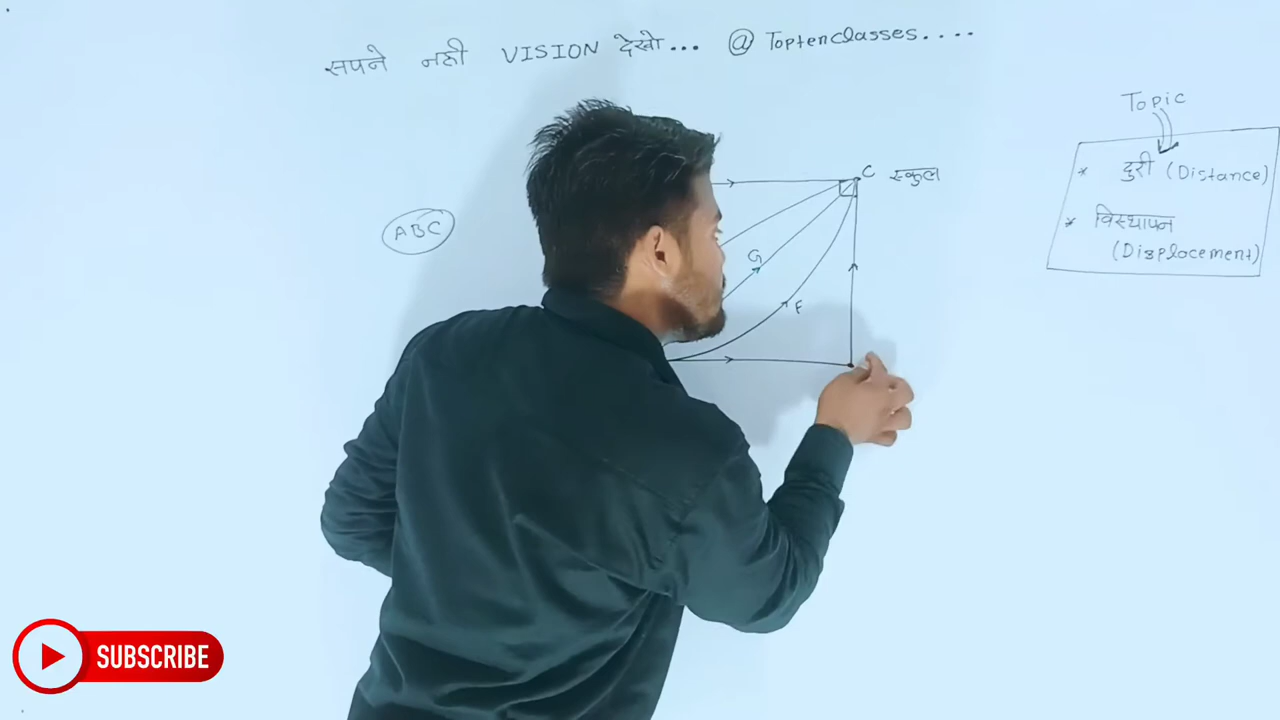 सपने नही VISION देखो... @ Toptenclasses....
Topic
* दुरी (Distance)
* विस्थापन
(Displacement)
C स्कुल
ABC
G
F
SUBSCRIBE